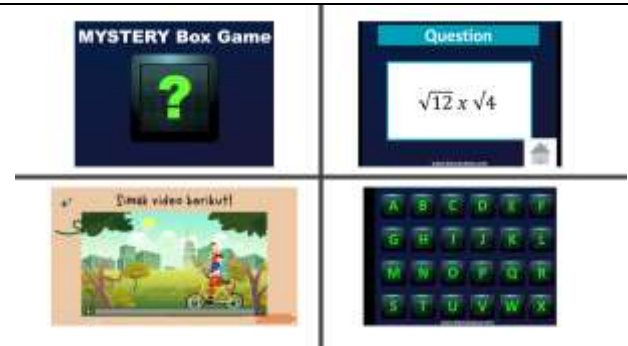 MYSTERY Box Game
?
Question
√12 x √4
Simak video berikut!
A B C D E F
G H I J K L
M N O P Q R
S T U V W X